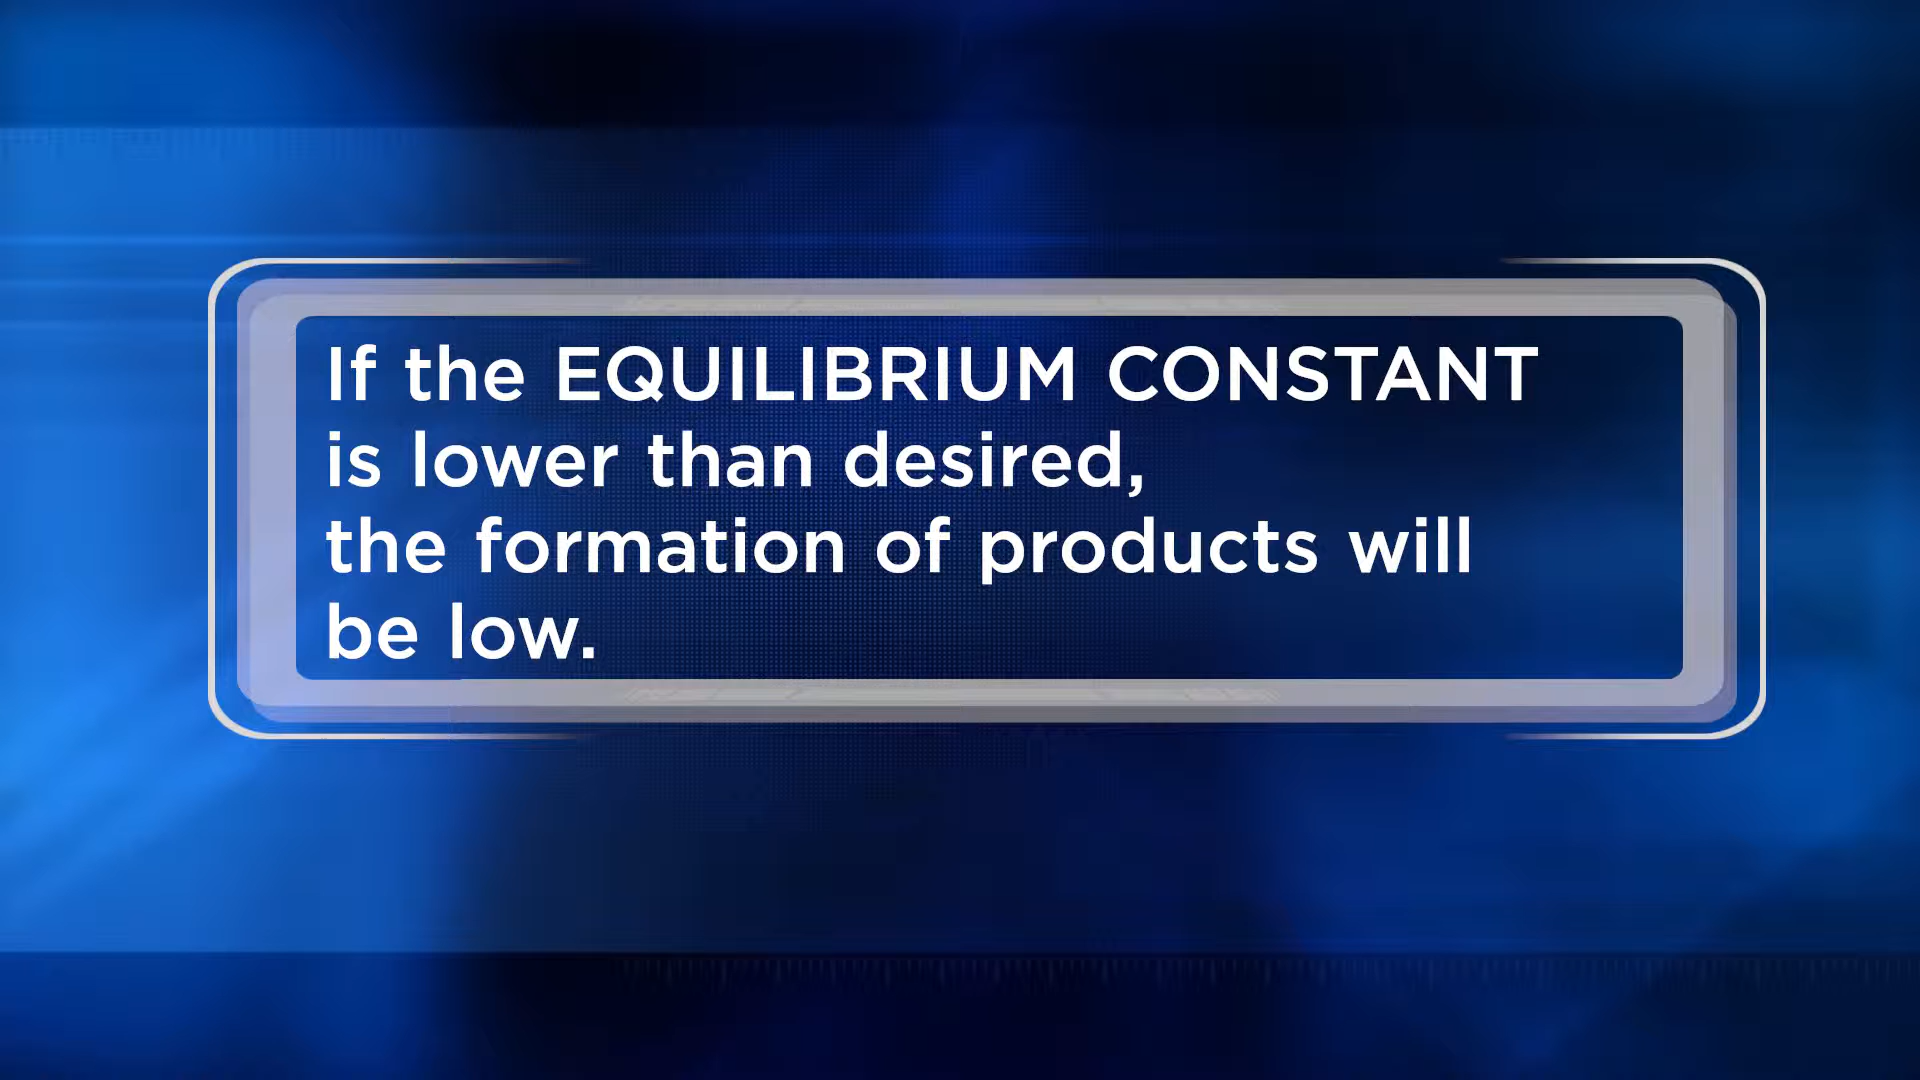 If the EQUILIBRIUM CONSTANT
is lower than desired,
the formation of products will
be low.